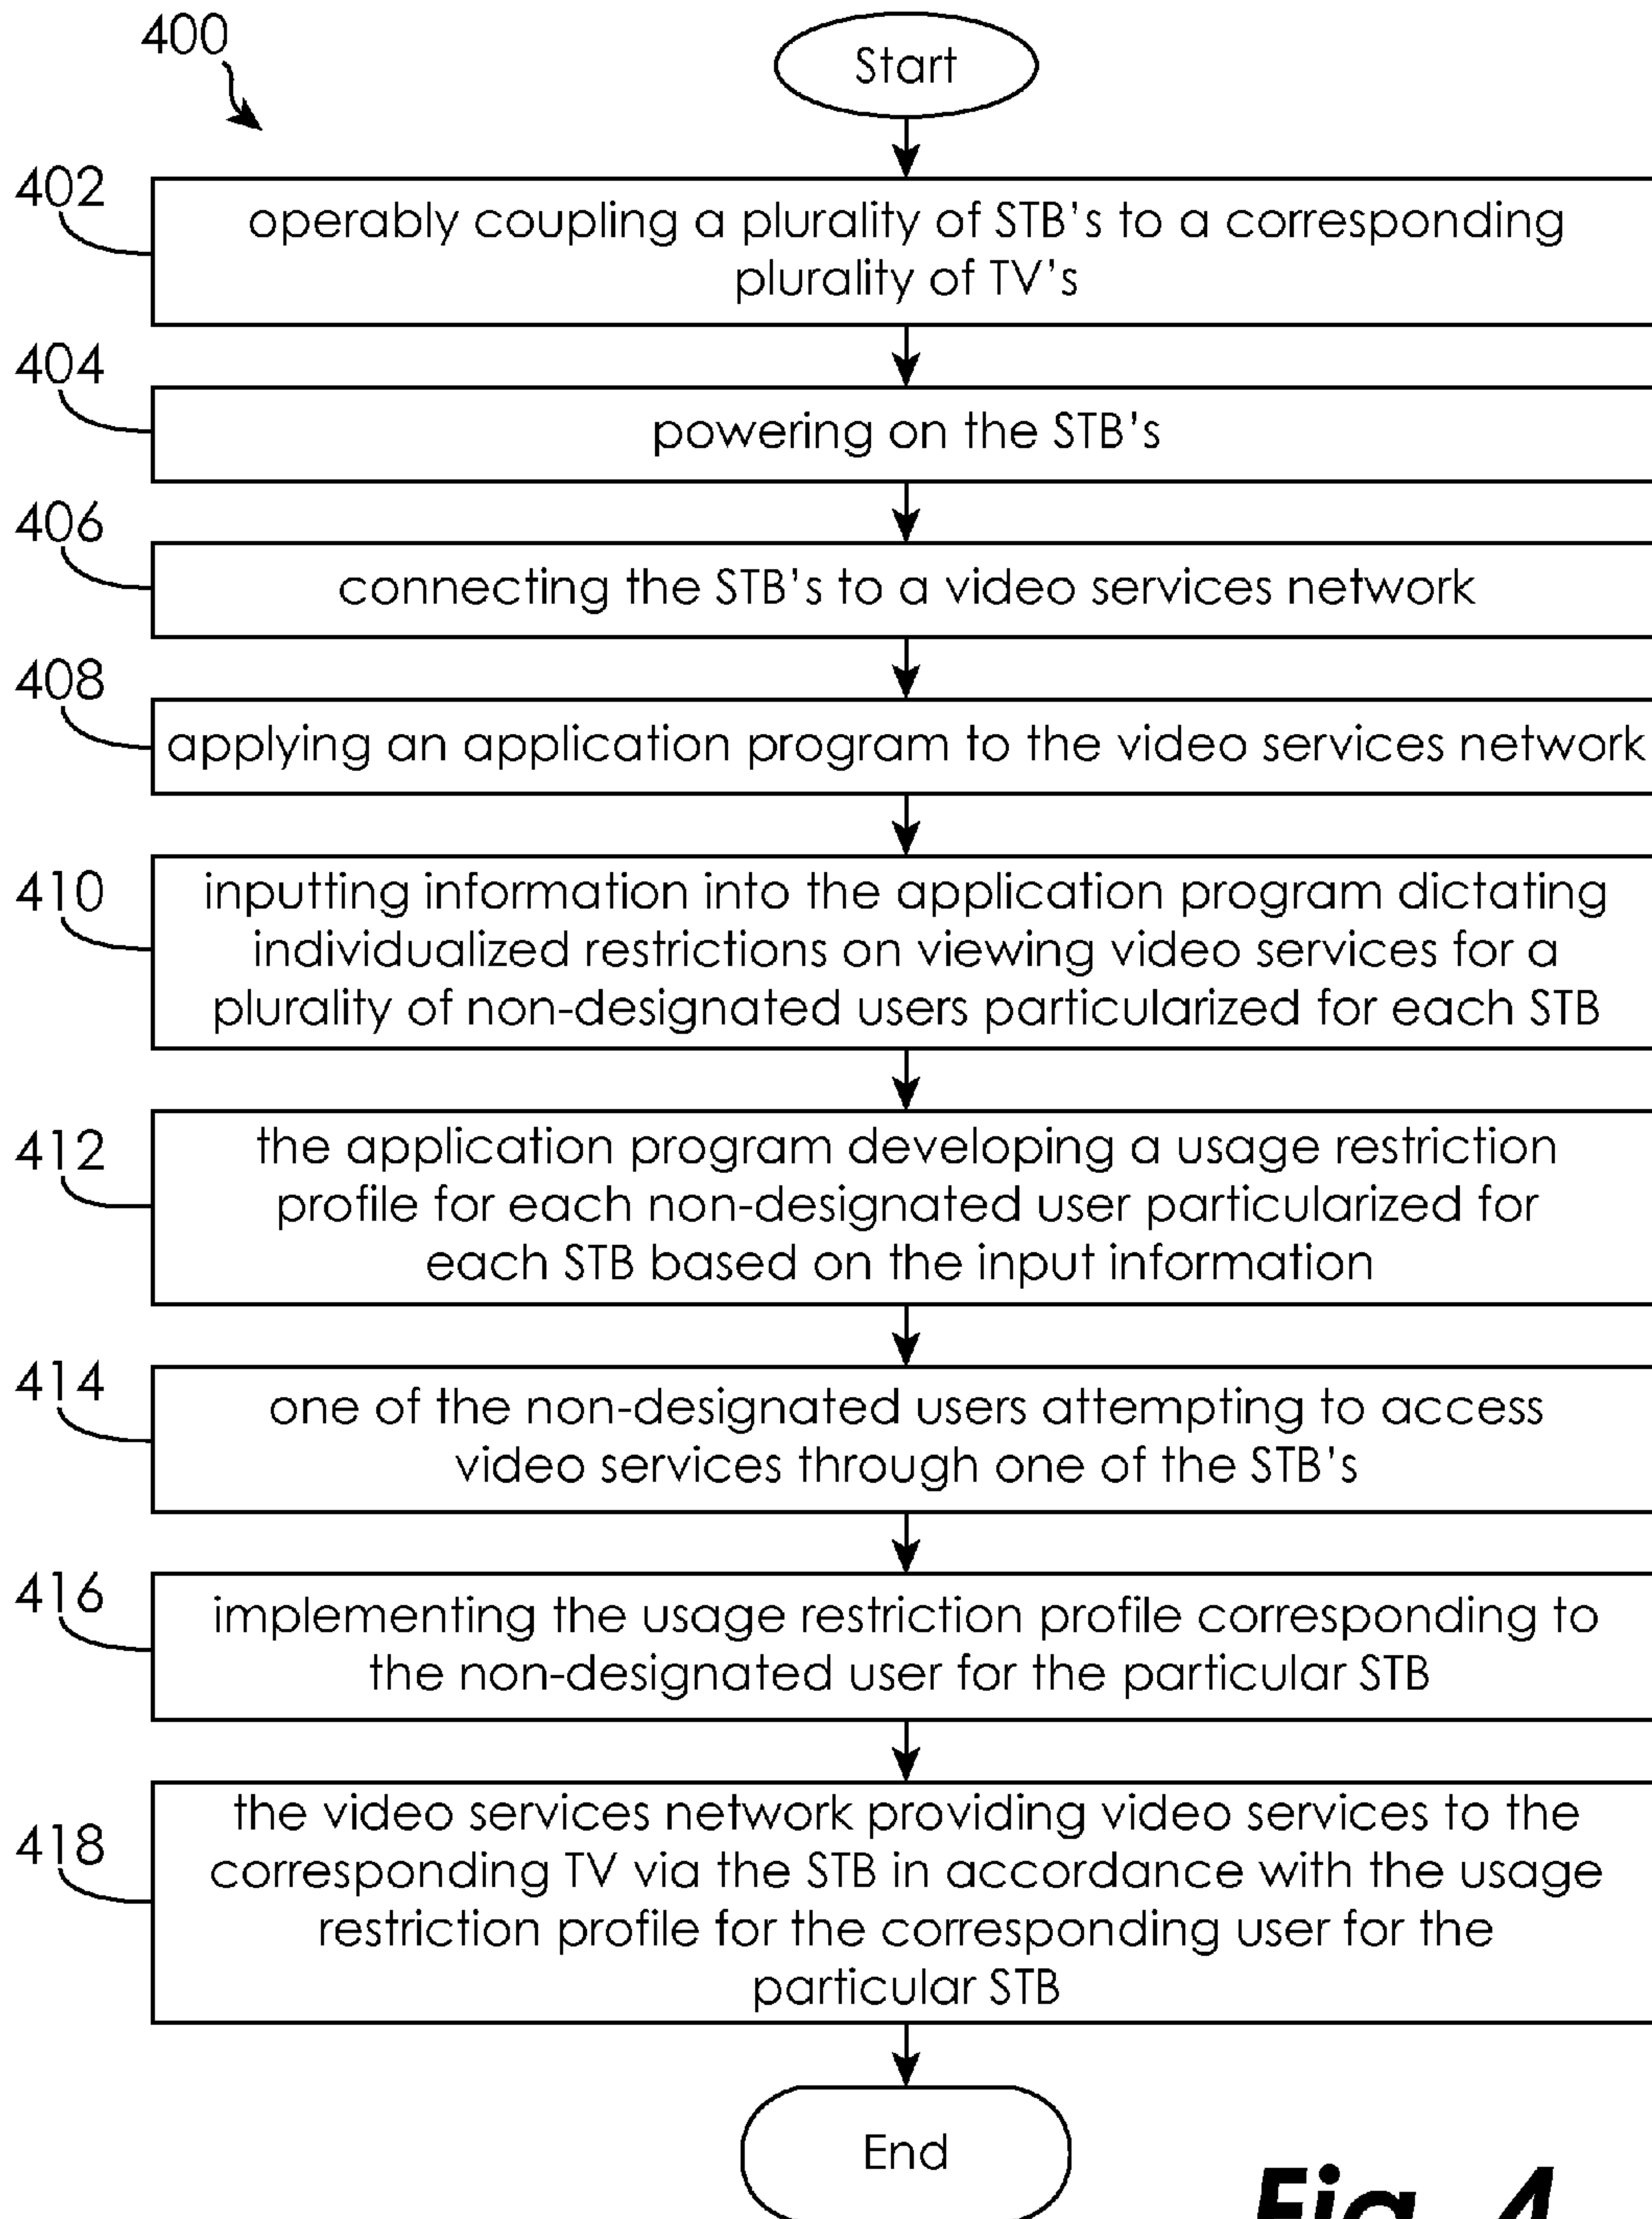 400
Start
402
operably coupling a plurality of STB's to a corresponding
plurality of TV's
404
powering on the STB's
406
connecting the STB's to a video services network
408
applying an application program to the video services network
410
inputting information into the application program dictating
individualized restrictions on viewing video services for a
plurality of non-designated users particularized for each STB
412
the application program developing a usage restriction
profile for each non-designated user particularized for
each STB based on the input information
414
one of the non-designated users attempting to access
video services through one of the STB's
416
implementing the usage restriction profile corresponding to
the non-designated user for the particular STB
418
the video services network providing video services to the
corresponding TV via the STB in accordance with the usage
restriction profile for the corresponding user for the
particular STB
End
Fig. 4